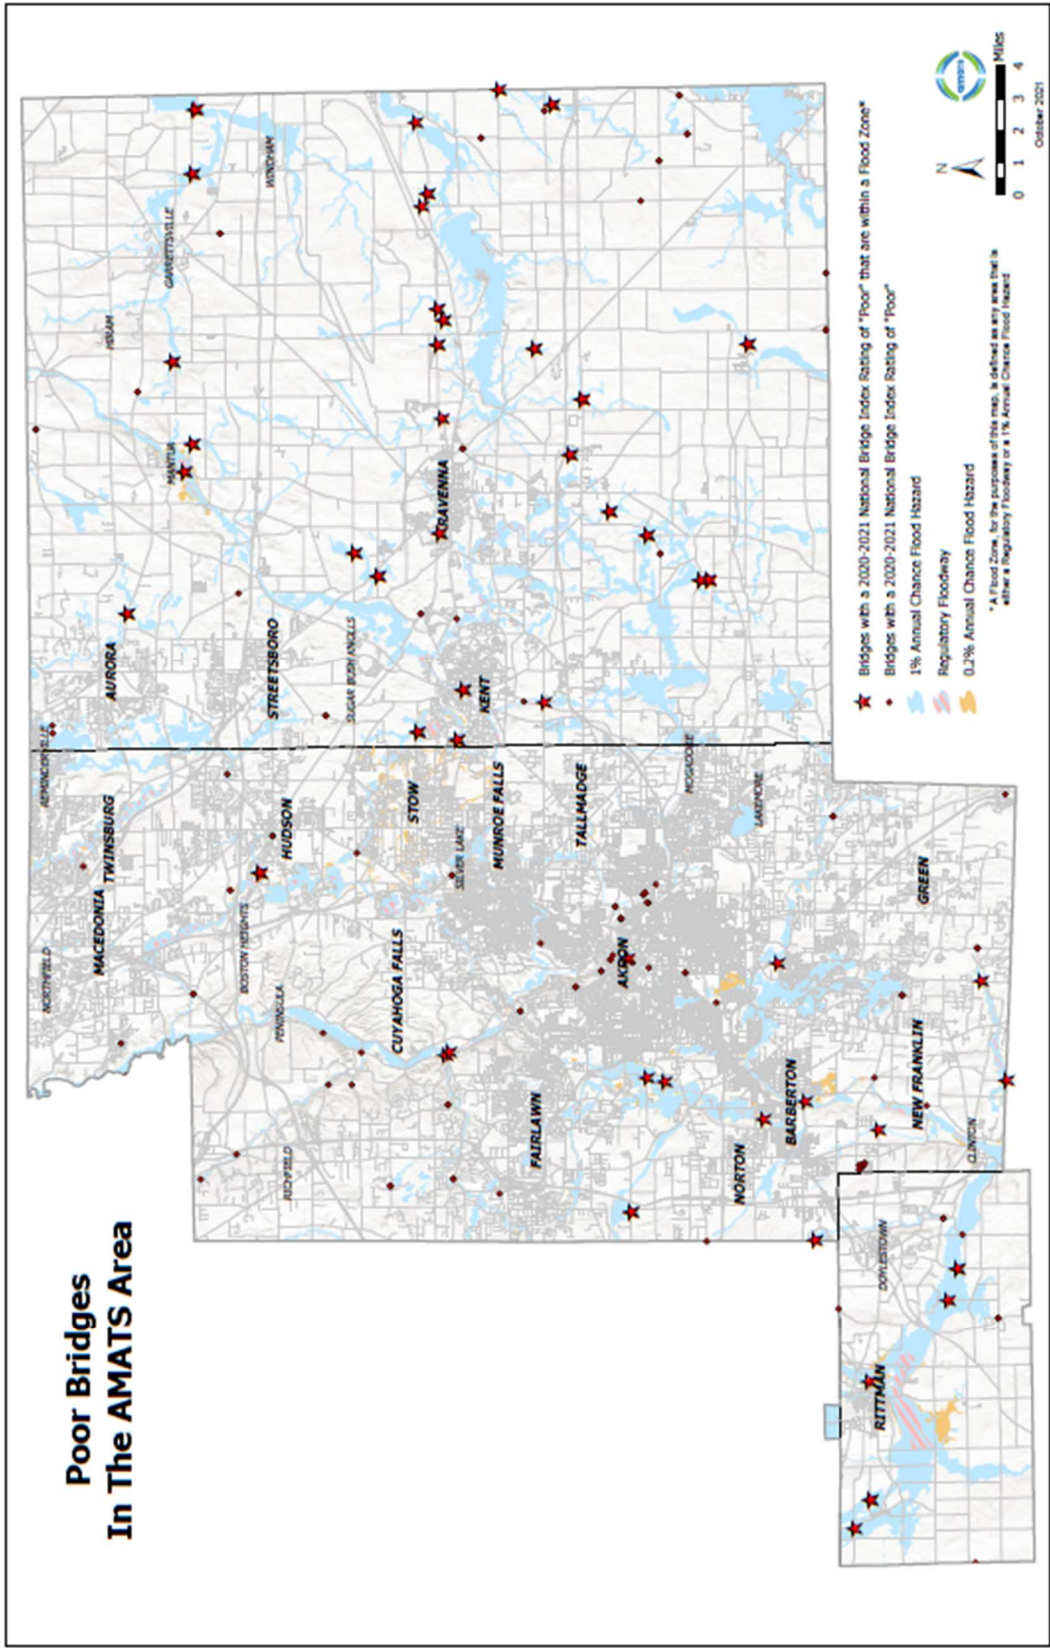 Poor Bridges
In The AMATS Area
NORTHFIELD
MACEDONIA
TWINSBURG
REMINDERVILLE
AURORA
MANTUA
HIRAM
GARRETTSVILLE
WINDHAM
RICHFIELD
PENINSULA
BOSTON HEIGHTS
HUDSON
STREETSBORO
SUGAR BUSH KNOLLS
CUYAHOGA FALLS
STOW
SILVER LAKE
MUNROE FALLS
KENT
RAVENNA
FAIRLAWN
TALLMADGE
AKRON
MOGADORE
LAKEMORE
NORTON
BARBERTON
NEW FRANKLIN
GREEN
CLINTON
DOYLESTOWN
RITTMAN
Bridges with a 2020-2021 National Bridge Index Rating of "Poor" that are within a Flood Zone*
Bridges with a 2020-2021 National Bridge Index Rating of "Poor"
1% Annual Chance Flood Hazard
Regulatory Floodway
0.2% Annual Chance Flood Hazard
* A Flood Zone, for the purposes of this map, is defined as any area that is
either a Regulatory Floodway or a 1% Annual Chance Flood Hazard
N
amats
0 1 2 3 4
Miles
October 2021